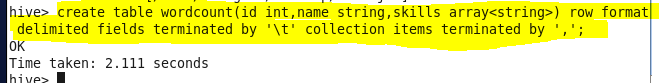 hive> create table wordcount(id int,name string,skills array<string>) row format
delimited fields terminated by '\t' collection items terminated by ',';
OK
Time taken: 2.111 seconds
hive>